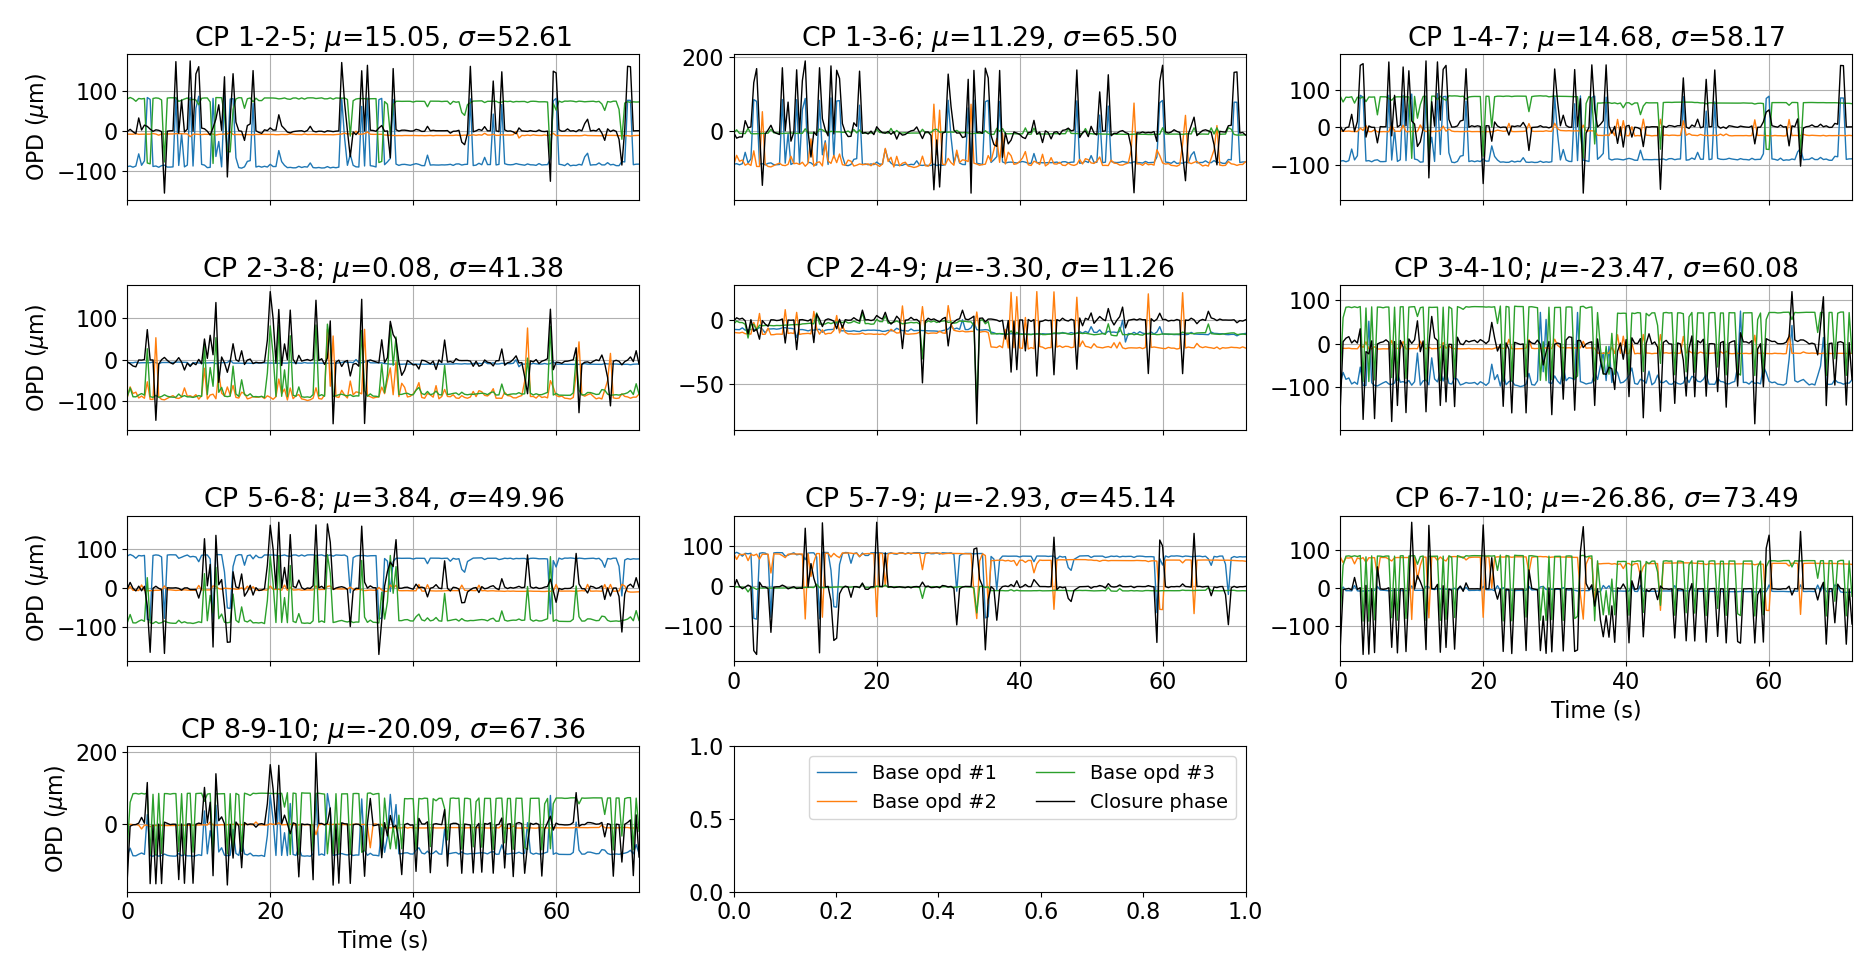 CP 1-2-5; μ=15.05, σ=52.61
CP 1-3-6; μ=11.29, σ=65.50
CP 1-4-7; μ=14.68, σ=58.17
OPD (μm)
100
0
−100
200
0
100
0
−100
CP 2-3-8; μ=0.08, σ=41.38
CP 2-4-9; μ=-3.30, σ=11.26
CP 3-4-10; μ=-23.47, σ=60.08
OPD (μm)
100
0
−100
0
−50
100
0
−100
CP 5-6-8; μ=3.84, σ=49.96
CP 5-7-9; μ=-2.93, σ=45.14
CP 6-7-10; μ=-26.86, σ=73.49
OPD (μm)
100
0
−100
100
0
−100
0 20 40 60
100
0
−100
0 20 40 60
Time (s)
CP 8-9-10; μ=-20.09, σ=67.36
OPD (μm)
200
0
0 20 40 60
Time (s)
1.0
0.5
0.0
0.0 0.2 0.4 0.6 0.8 1.0
Base opd #1
Base opd #2
Base opd #3
Closure phase